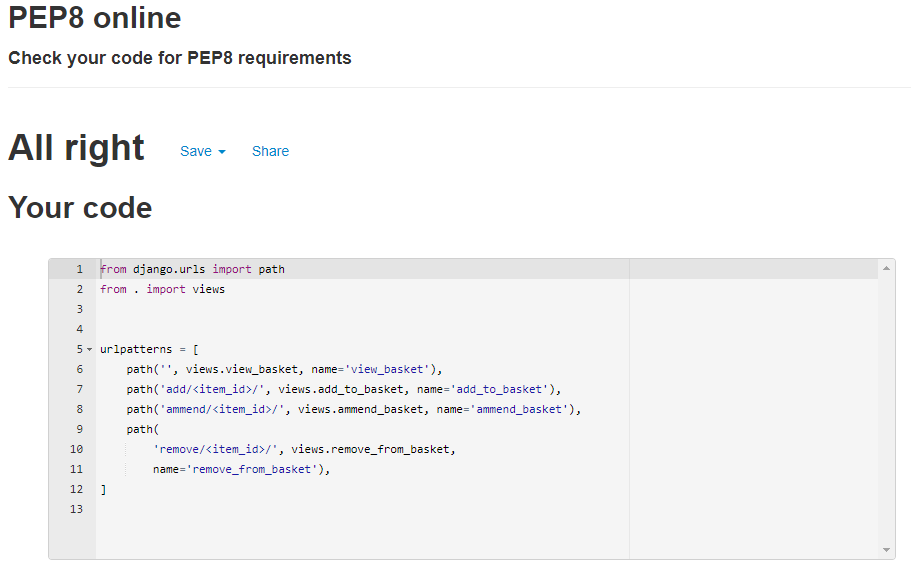 PEP8 online
Check your code for PEP8 requirements
All right Save Share
Your code
1 from django.urls import path
2 from . import views
3
4
5 urlpatterns = [
6     path('', views.view_basket, name='view_basket'),
7     path('add/<item_id>/', views.add_to_basket, name='add_to_basket'),
8     path('ammend/<item_id>/', views.ammend_basket, name='ammend_basket'),
9     path(
10         'remove/<item_id>/', views.remove_from_basket,
11         name='remove_from_basket'),
12 ]
13